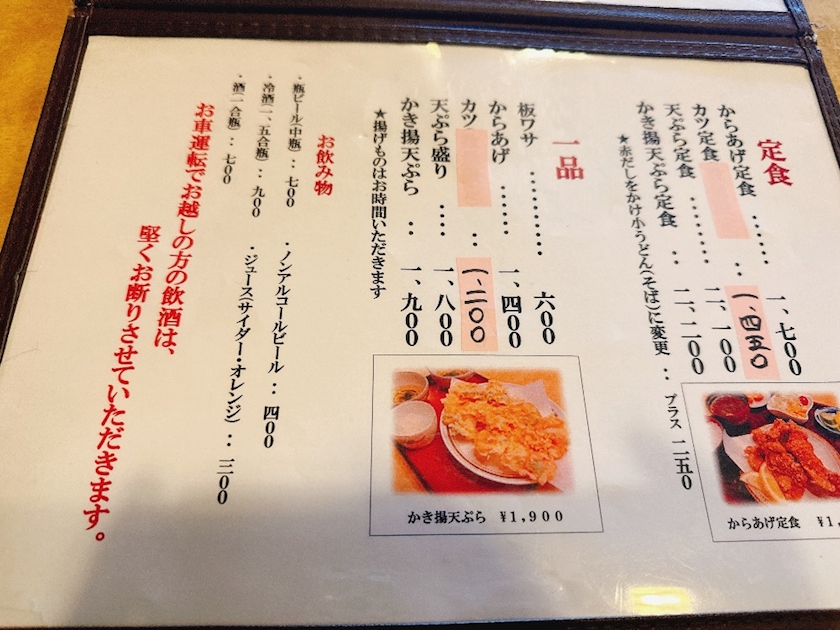 定食
からあげ定食 ‥‥‥ 一、七〇〇
カツ定食 ‥ 一、四五〇
天ぷら定食 ‥‥‥‥ 二、一〇〇
かき揚天ぷら定食 ‥ 二、二〇〇
★赤だしをかけ小うどん(そば)に変更 ‥ プラス 二五〇
からあげ定食 ¥1,
一品
板ワサ ‥‥‥‥‥‥ 六〇〇
からあげ ‥‥‥ 一、四〇〇
カツ ‥ 一、二〇〇
天ぷら盛り ‥‥ 一、八〇〇
かき揚天ぷら ‥ 一、九〇〇
★揚げものはお時間いただきます
かき揚天ぷら ¥1,900
お飲み物
・瓶ビール(中瓶) ‥ 七〇〇
・冷酒(一、五合瓶) ‥ 九〇〇
・酒(一合瓶) ‥ 七〇〇
・ノンアルコールビール ‥ 四〇〇
・ジュース(サイダー・オレンジ) ‥ 三〇〇
お車運転でお越しの方の飲酒は、
堅くお断りさせていただきます。